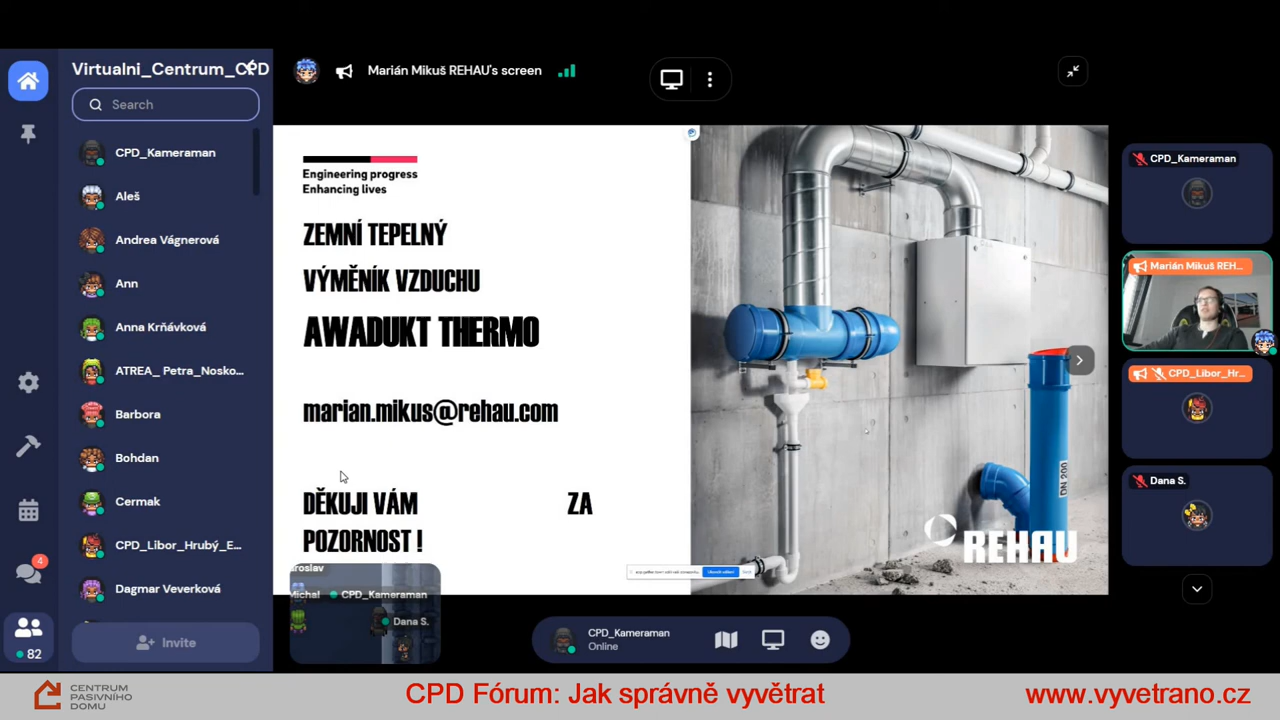 Virtualni_Centrum_CPD
Search
CPD_Kameraman
Aleš
Andrea Vágnerová
Ann
Anna Krňávková
ATREA_ Petra_Nosko...
Barbora
Bohdan
Cermak
CPD_Libor_Hrubý_E...
Dagmar Veverková
Invite
4
82
Marián Mikuš REHAU's screen
Engineering progress
Enhancing lives
ZEMNÍ TEPELNÝ
VÝMĚNÍK VZDUCHU
AWADUKT THERMO
marian.mikus@rehau.com
DĚKUJI VÁM ZA
POZORNOST !
DN 200
REHAU
roslav
Michal
CPD_Kameraman
Dana S.
CPD_Kameraman
Online
CPD_Kameraman
Marián Mikuš REH...
CPD_Libor_Hr...
Dana S.
CENTRUM
PASIVNÍHO
DOMU
CPD Fórum: Jak správně vyvětrat
www.vyvetrano.cz